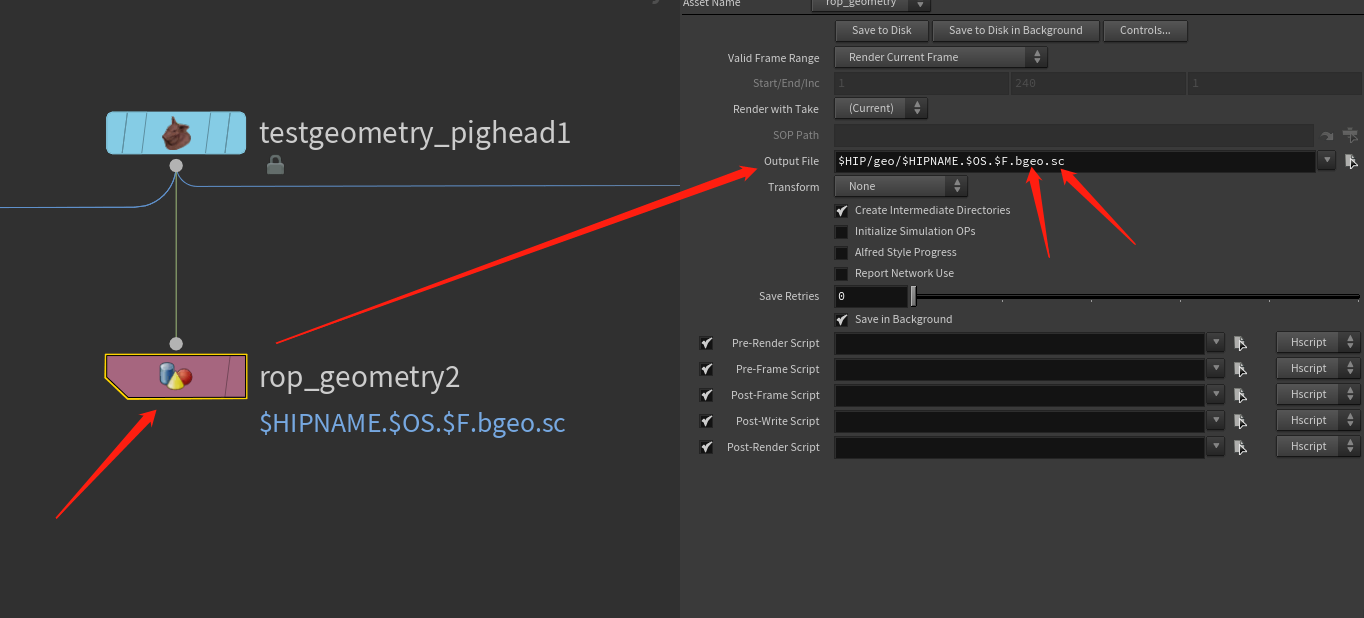 testgeometry_pighead1
rop_geometry2
$HIPNAME.$OS.$F.bgeo.sc
Asset Name rop_geometry
Save to Disk Save to Disk in Background Controls...
Valid Frame Range Render Current Frame
Start/End/Inc 1 240 1
Render with Take (Current)
SOP Path
Output File $HIP/geo/$HIPNAME.$OS.$F.bgeo.sc
Transform None
Create Intermediate Directories
Initialize Simulation OPs
Alfred Style Progress
Report Network Use
Save Retries 0
Save in Background
Pre-Render Script Hscript
Pre-Frame Script Hscript
Post-Frame Script Hscript
Post-Write Script Hscript
Post-Render Script Hscript